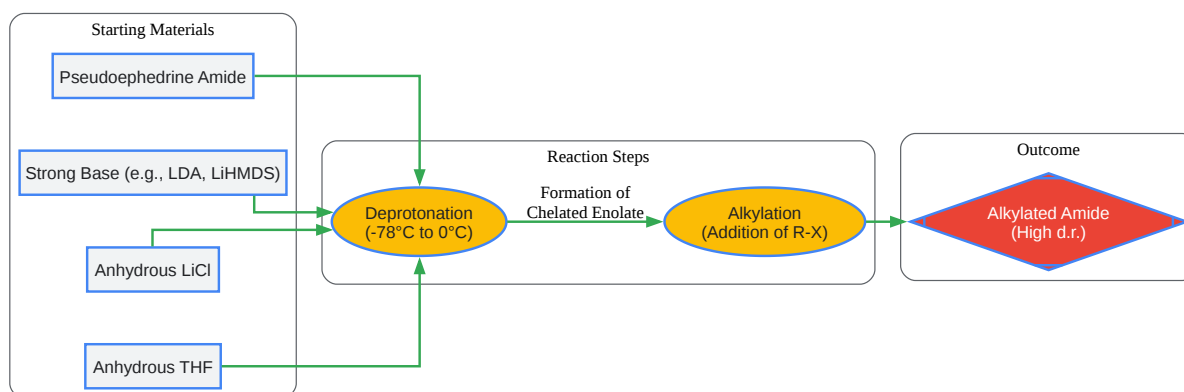 Starting Materials
Pseudoephedrine Amide
Strong Base (e.g., LDA, LiHMDS)
Anhydrous LiCl
Anhydrous THF
Reaction Steps
Deprotonation
(-78°C to 0°C)
Formation of
Chelated Enolate
Alkylation
(Addition of R-X)
Outcome
Alkylated Amide
(High d.r.)